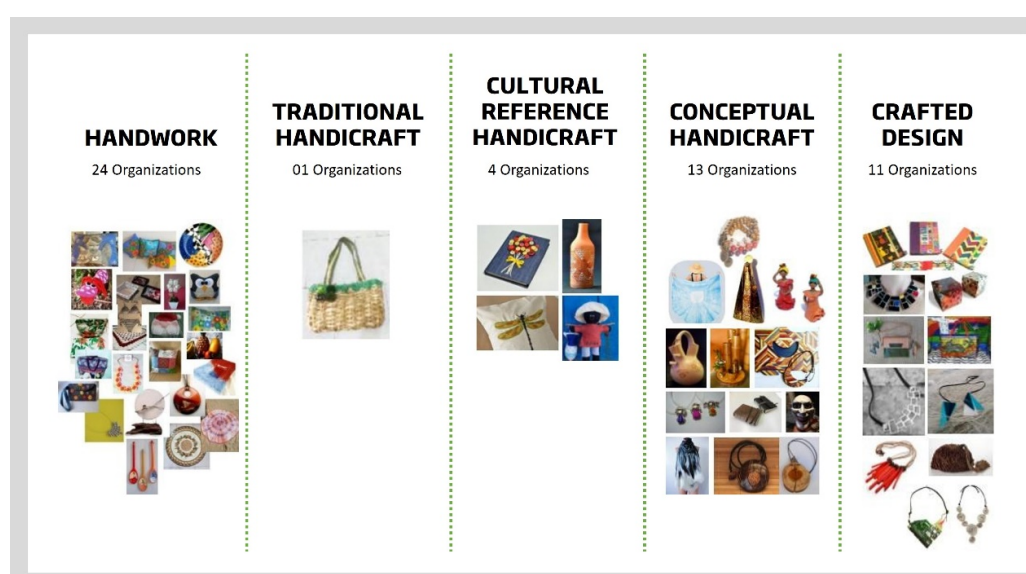 HANDWORK
24 Organizations
TRADITIONAL
HANDICRAFT
01 Organizations
CULTURAL
REFERENCE
HANDICRAFT
4 Organizations
CONCEPTUAL
HANDICRAFT
13 Organizations
CRAFTED
DESIGN
11 Organizations